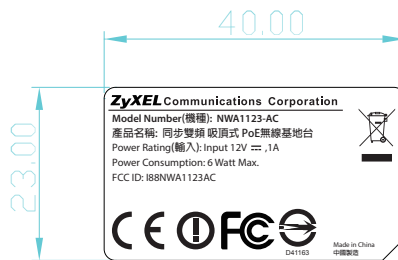 40.00
23.00
ZyXEL Communications Corporation
Model Number(機種): NWA1123-AC
產品名稱: 同步雙頻 吸頂式 PoE無線基地台
Power Rating(輸入): Input 12V ⎓ ,1A
Power Consumption: 6 Watt Max.
FCC ID: I88NWA1123AC
CE FC
D41163
Made in China
中國製造